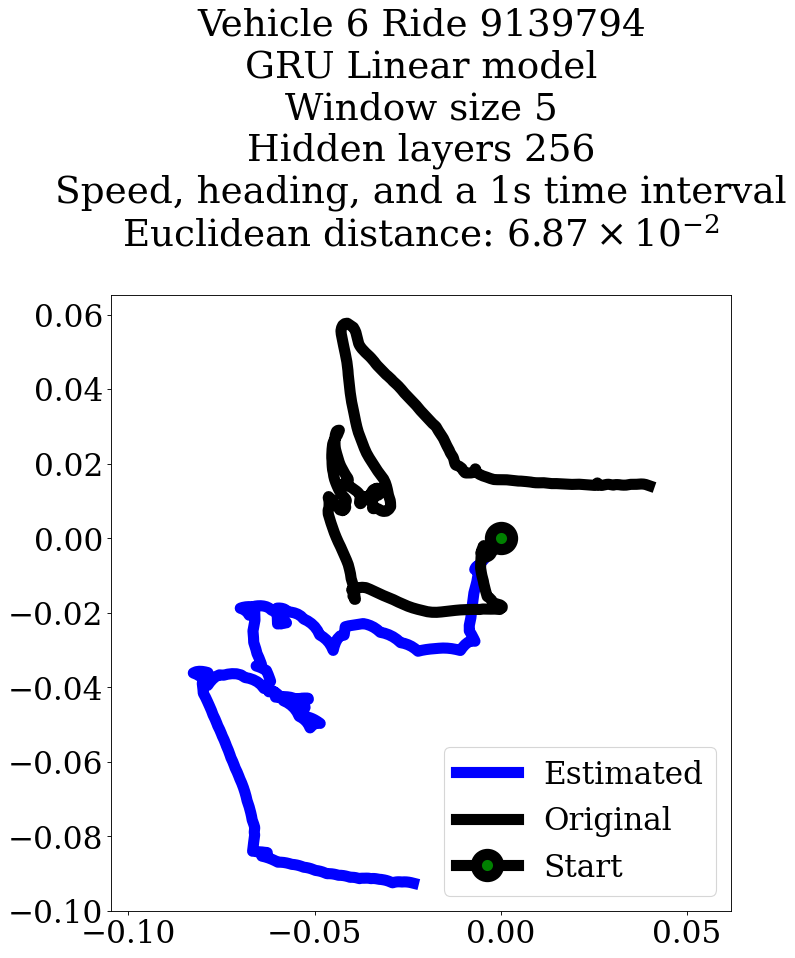 Vehicle 6 Ride 9139794
GRU Linear model
Window size 5
Hidden layers 256
Speed, heading, and a 1s time interval
Euclidean distance: 6.87 × 10⁻²
0.06
0.04
0.02
0.00
−0.02
−0.04
−0.06
−0.08
−0.10
Estimated
Original
Start
−0.10 −0.05 0.00 0.05